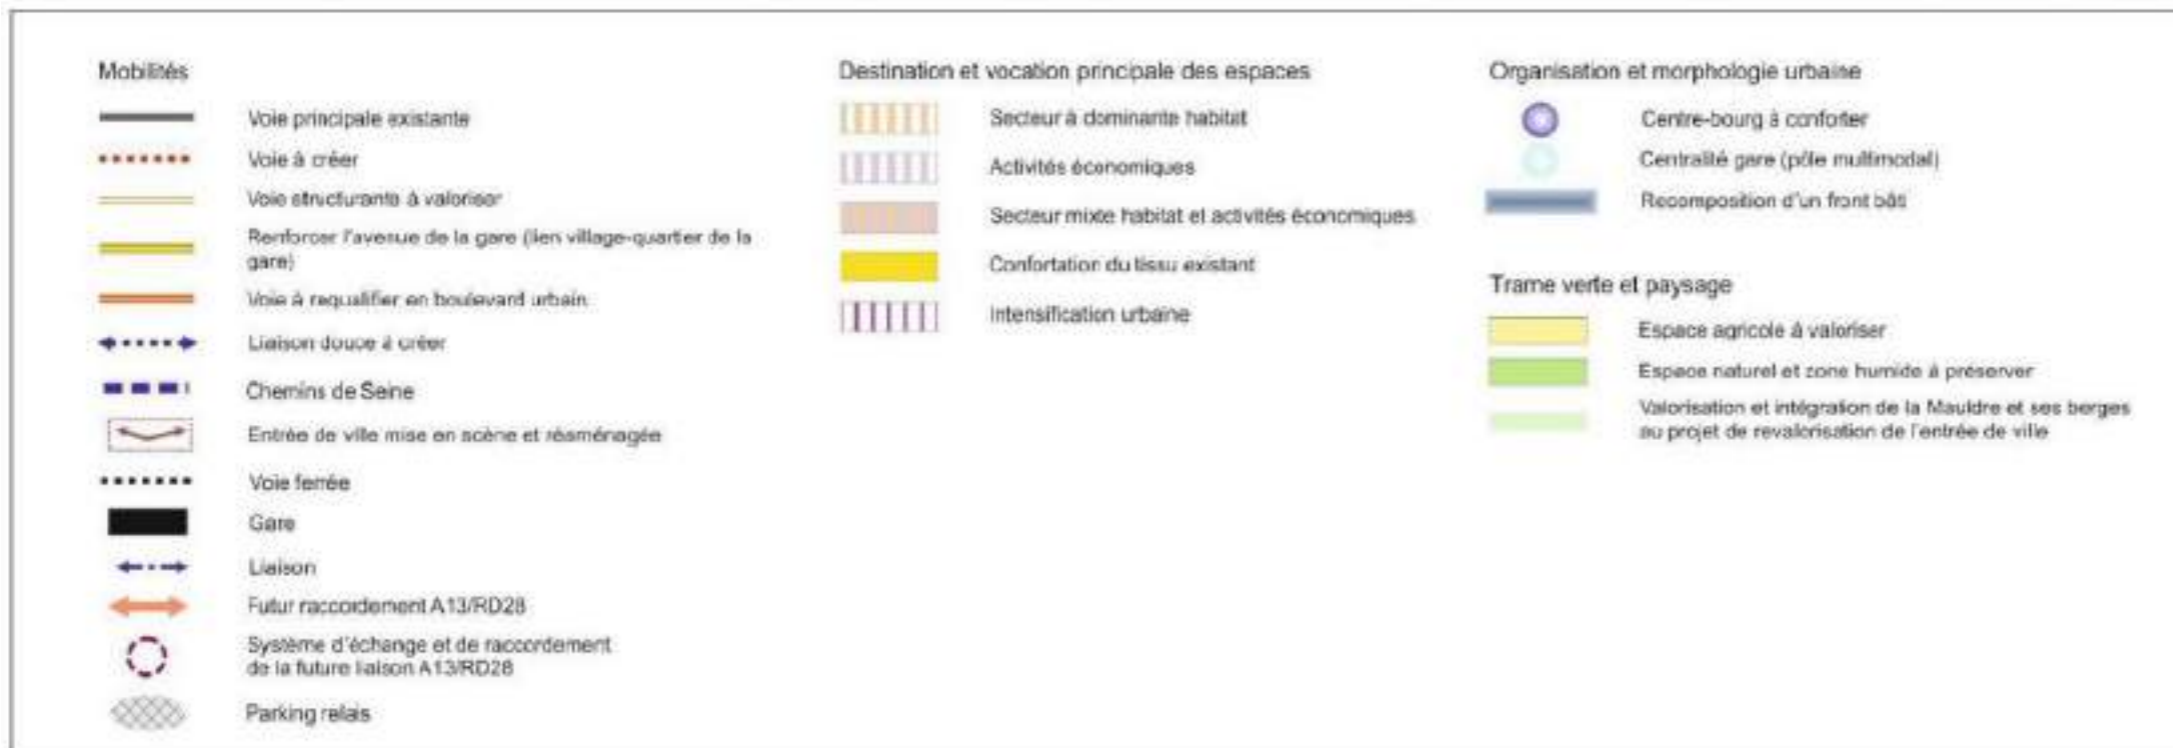 Mobilités
Voie principale existante
Voie à créer
Voie structurante à valoriser
Renforcer l'avenue de la gare (lien village-quartier de la
gare)
Voie à requalifier en boulevard urbain
Liaison douce à créer
Chemins de Seine
Entrée de ville mise en scène et réaménagée
Voie ferrée
Gare
Liaison
Futur raccordement A13/RD28
Système d'échange et de raccordement
de la future liaison A13/RD28
Parking relais
Destination et vocation principale des espaces
Secteur à dominante habitat
Activités économiques
Secteur mixte habitat et activités économiques
Confortation du tissu existant
Intensification urbaine
Organisation et morphologie urbaine
Centre-bourg à conforter
Centralité gare (pôle multimodal)
Recomposition d'un front bâti
Trame verte et paysage
Espace agricole à valoriser
Espace naturel et zone humide à préserver
Valorisation et intégration de la Mauldre et ses berges
au projet de revalorisation de l'entrée de ville